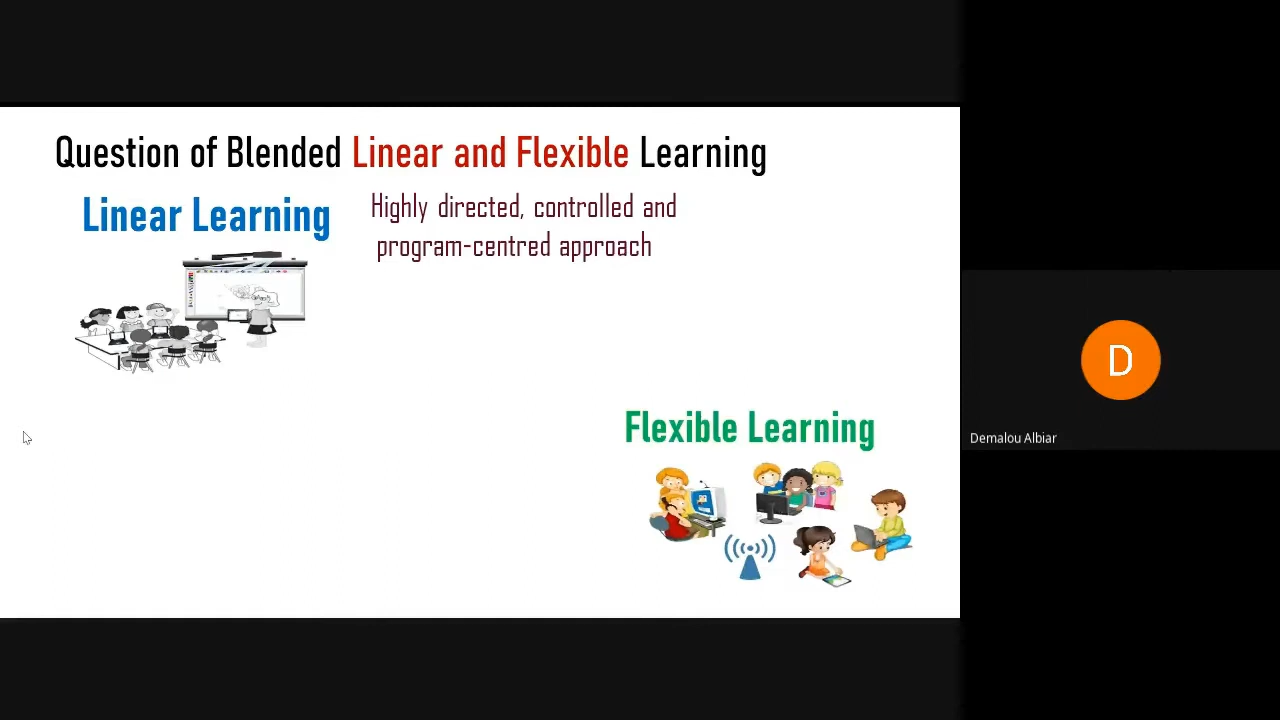 Question of Blended Linear and Flexible Learning
Linear Learning
Highly directed, controlled and
program-centred approach
Flexible Learning
D
Demalou Albiar